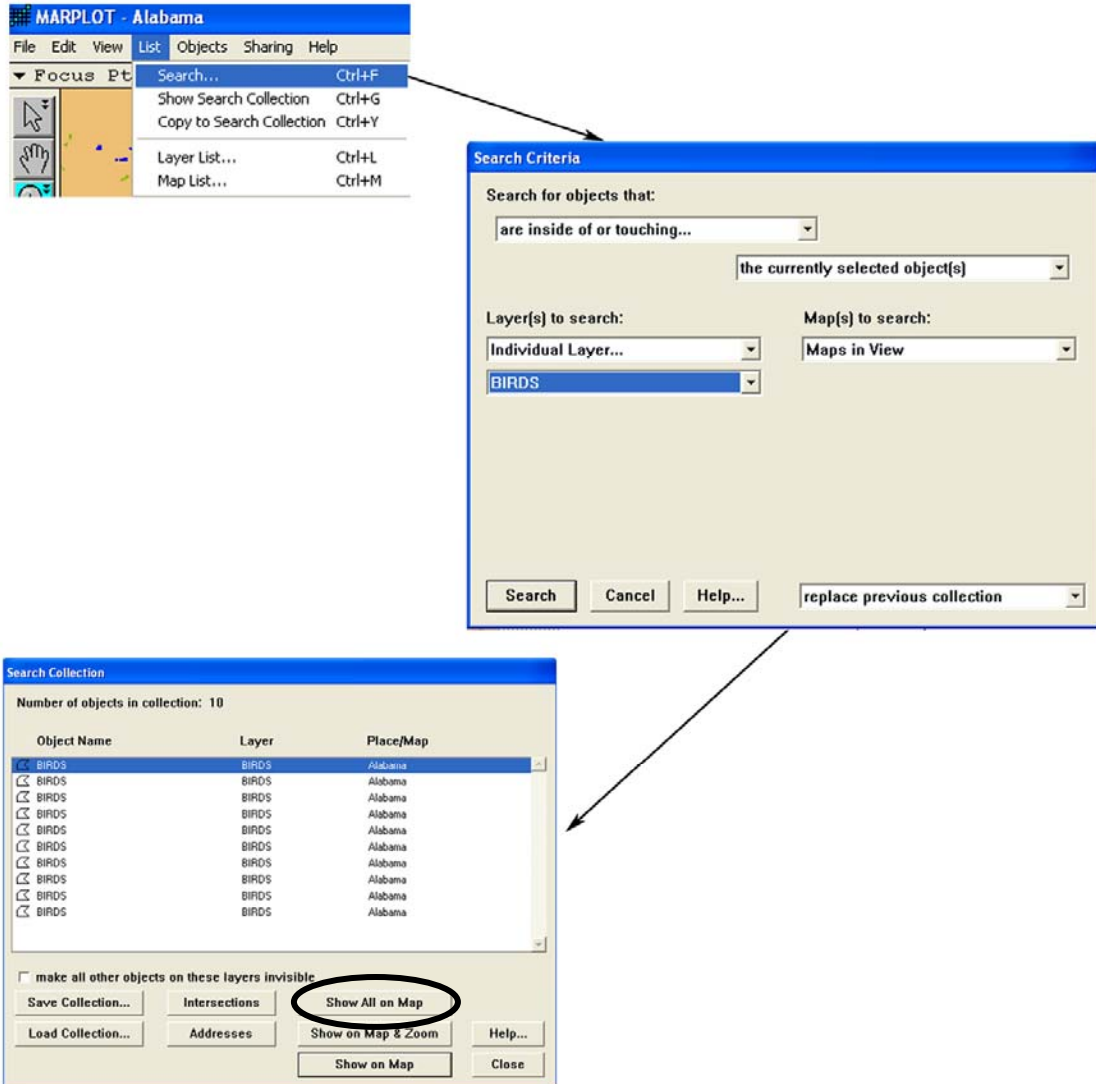 MARPLOT - Alabama
File Edit View List Objects Sharing Help
Focus Pt
Search... Ctrl+F
Show Search Collection Ctrl+G
Copy to Search Collection Ctrl+Y
Layer List... Ctrl+L
Map List... Ctrl+M
Search Criteria
Search for objects that:
are inside of or touching...
the currently selected object(s)
Layer(s) to search: Map(s) to search:
Individual Layer... Maps in View
BIRDS
Search Cancel Help... replace previous collection
Search Collection
Number of objects in collection: 10
Object Name Layer Place/Map
BIRDS BIRDS Alabama
BIRDS BIRDS Alabama
BIRDS BIRDS Alabama
BIRDS BIRDS Alabama
BIRDS BIRDS Alabama
BIRDS BIRDS Alabama
BIRDS BIRDS Alabama
BIRDS BIRDS Alabama
BIRDS BIRDS Alabama
BIRDS BIRDS Alabama
make all other objects on these layers invisible
Save Collection... Intersections Show All on Map
Load Collection... Addresses Show on Map & Zoom Help...
Show on Map Close